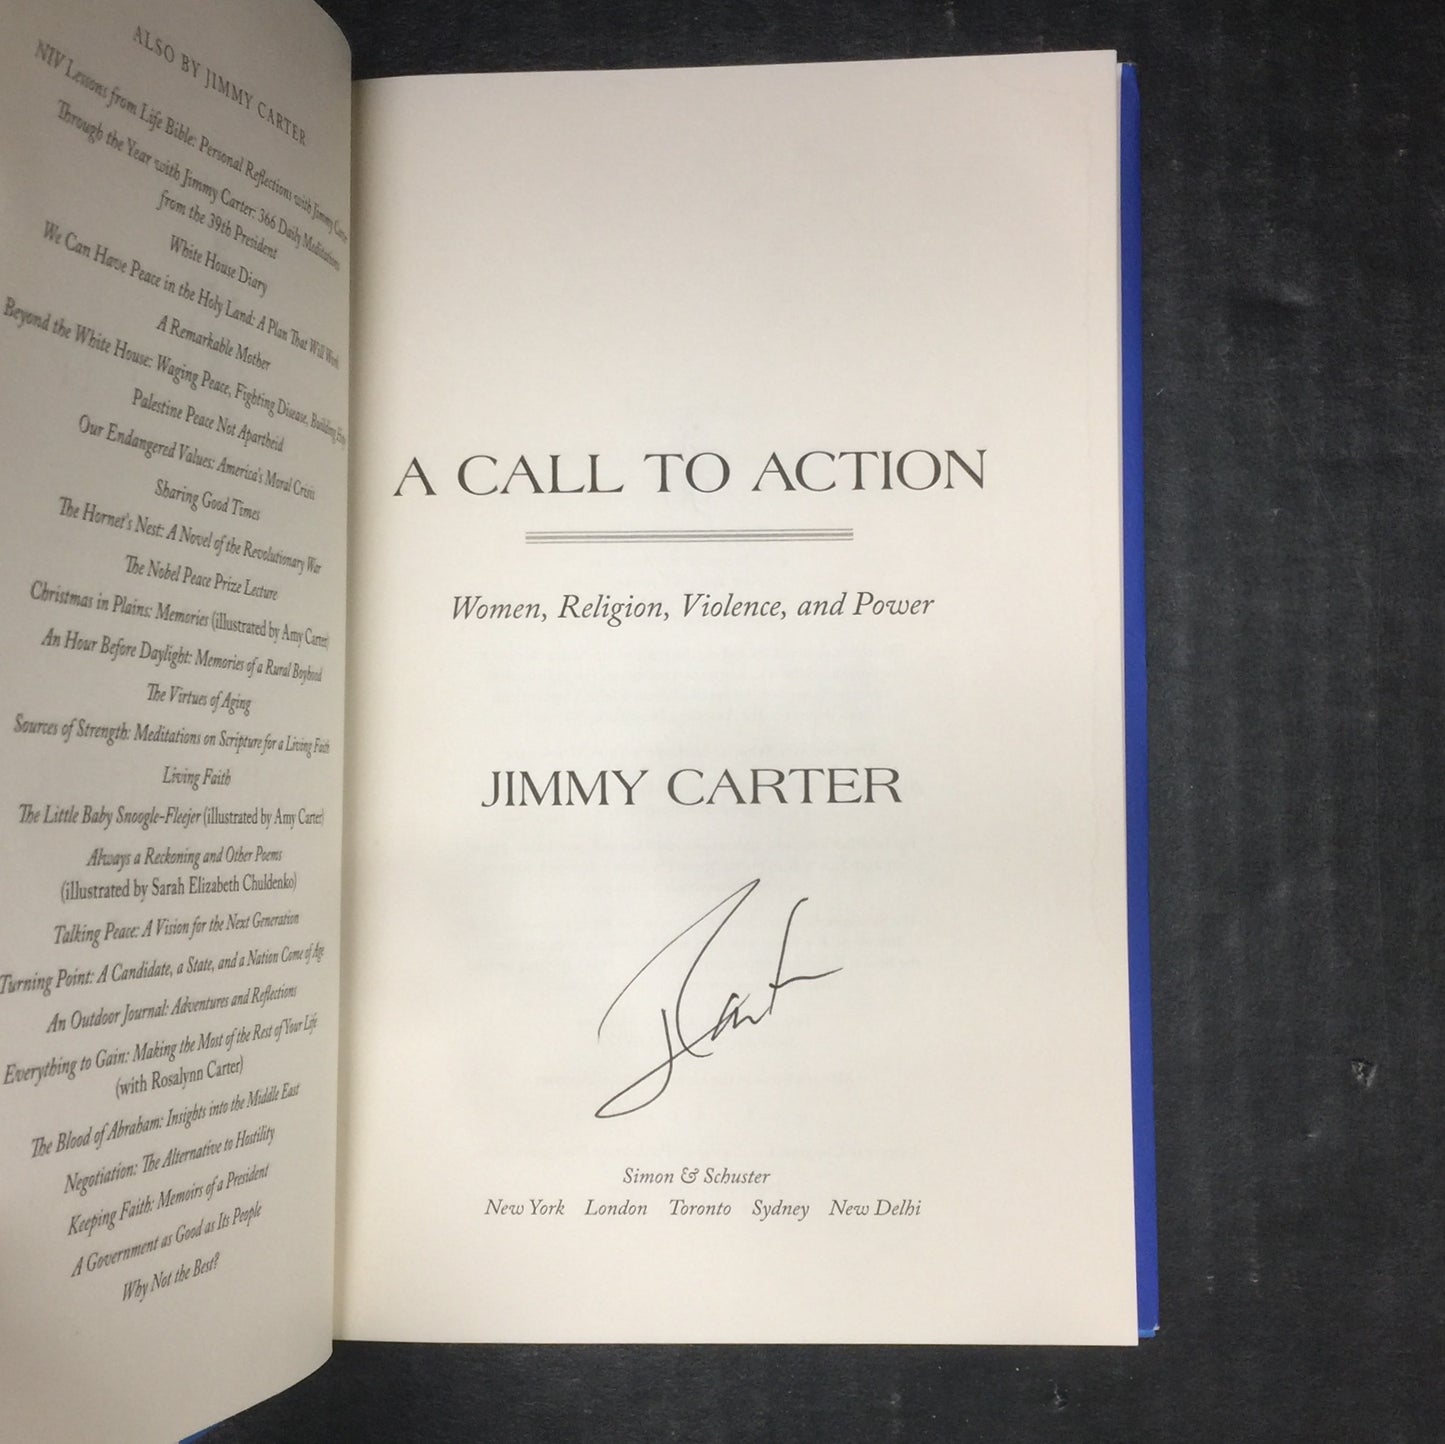 ALSO BY JIMMY CARTER
NIV Lessons from Life Bible: Personal Reflections with Jimmy Carter
Through the Year with Jimmy Carter: 366 Daily Meditations
from the 39th President
White House Diary
We Can Have Peace in the Holy Land: A Plan That Will Work
A Remarkable Mother
Beyond the White House: Waging Peace, Fighting Disease, Building Hope
Palestine Peace Not Apartheid
Our Endangered Values: America's Moral Crisis
Sharing Good Times
The Hornet's Nest: A Novel of the Revolutionary War
The Nobel Peace Prize Lecture
Christmas in Plains: Memories (illustrated by Amy Carter)
An Hour Before Daylight: Memories of a Rural Boyhood
The Virtues of Aging
Sources of Strength: Meditations on Scripture for a Living Faith
Living Faith
The Little Baby Snoogle-Fleejer (illustrated by Amy Carter)
Always a Reckoning and Other Poems
(illustrated by Sarah Elizabeth Chuldenko)
Talking Peace: A Vision for the Next Generation
Turning Point: A Candidate, a State, and a Nation Come of Age
An Outdoor Journal: Adventures and Reflections
Everything to Gain: Making the Most of the Rest of Your Life
(with Rosalynn Carter)
The Blood of Abraham: Insights into the Middle East
Negotiation: The Alternative to Hostility
Keeping Faith: Memoirs of a President
A Government as Good as Its People
Why Not the Best?
A CALL TO ACTION
Women, Religion, Violence, and Power
JIMMY CARTER
J Carter
Simon & Schuster
New York London Toronto Sydney New Delhi